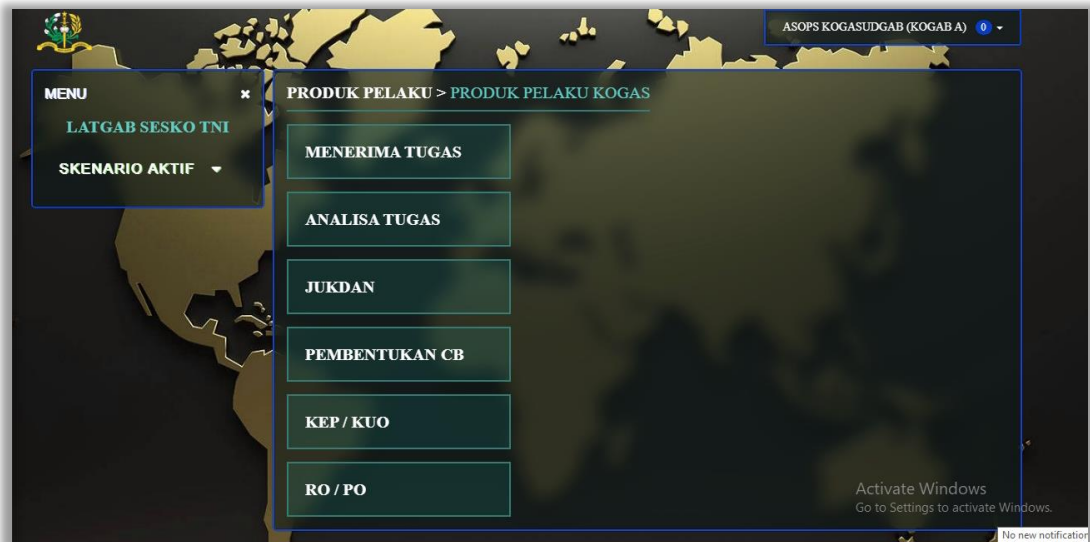 ASOPS KOGASUDGAB (KOGAB A) 0
MENU ×
LATGAB SESKO TNI
SKENARIO AKTIF
PRODUK PELAKU > PRODUK PELAKU KOGAS
MENERIMA TUGAS
ANALISA TUGAS
JUKDAN
PEMBENTUKAN CB
KEP / KUO
RO / PO
Activate Windows
Go to Settings to activate Windows.
No new notification